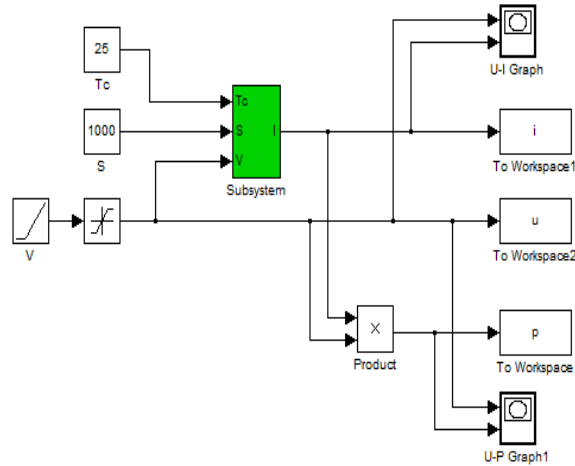 25
Tc
1000
S
V
Tc
S
V
I
Subsystem
U-I Graph
i
To Workspace1
u
To Workspace2
X
Product
p
To Workspace
U-P Graph1